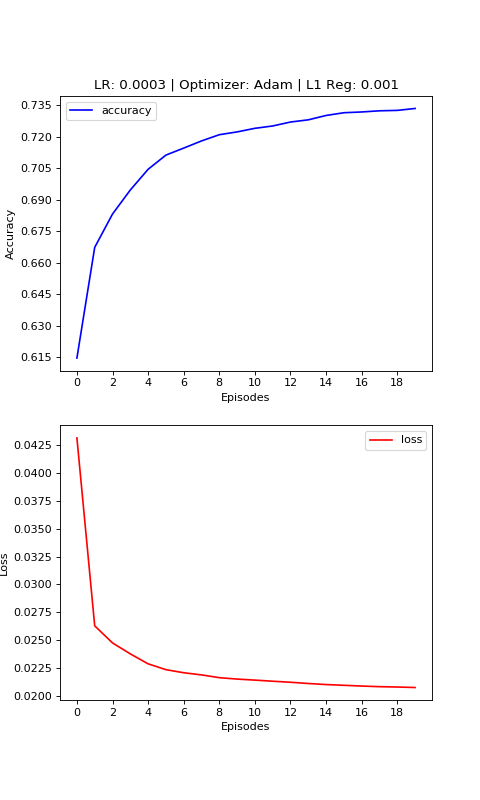 LR: 0.0003 | Optimizer: Adam | L1 Reg: 0.001
accuracy
0.735
0.720
0.705
0.690
0.675
0.660
0.645
0.630
0.615
Accuracy
0 2 4 6 8 10 12 14 16 18
Episodes
loss
0.0425
0.0400
0.0375
0.0350
0.0325
0.0300
0.0275
0.0250
0.0225
0.0200
Loss
0 2 4 6 8 10 12 14 16 18
Episodes